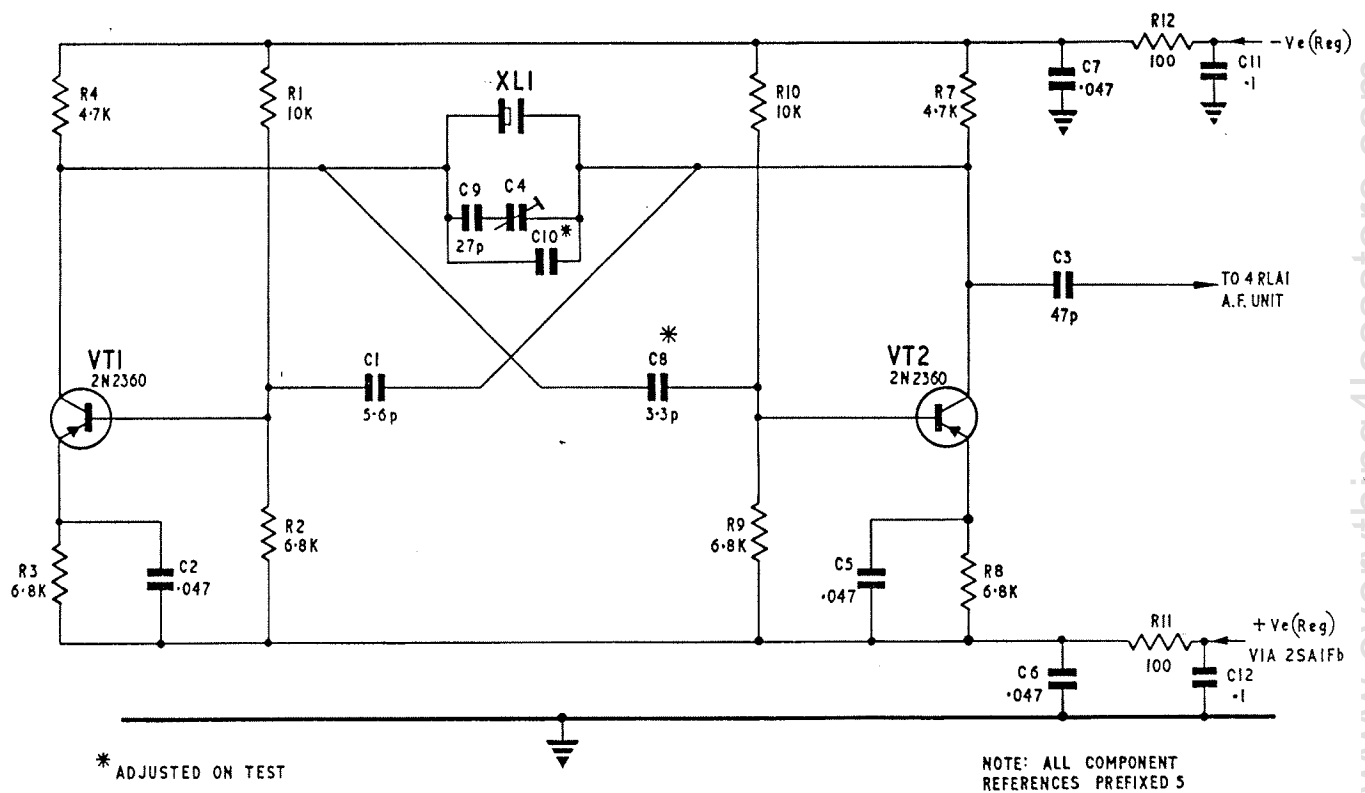 R12
100
-Ve(Reg)
C11
.1
C7
.047
R4
4.7K
R1
10K
XL1
R10
10K
R7
4.7K
C9
27p
C4
C10*
C3
47p
TO 4 RLA1
A.F. UNIT
VT1
2N2360
C1
5.6p
*
C8
3.3p
VT2
2N2360
R3
6.8K
C2
.047
R2
6.8K
R9
6.8K
C5
.047
R8
6.8K
R11
100
+Ve(Reg)
VIA 2SA1Fb
C6
.047
C12
.1
* ADJUSTED ON TEST
NOTE: ALL COMPONENT
REFERENCES PREFIXED 5